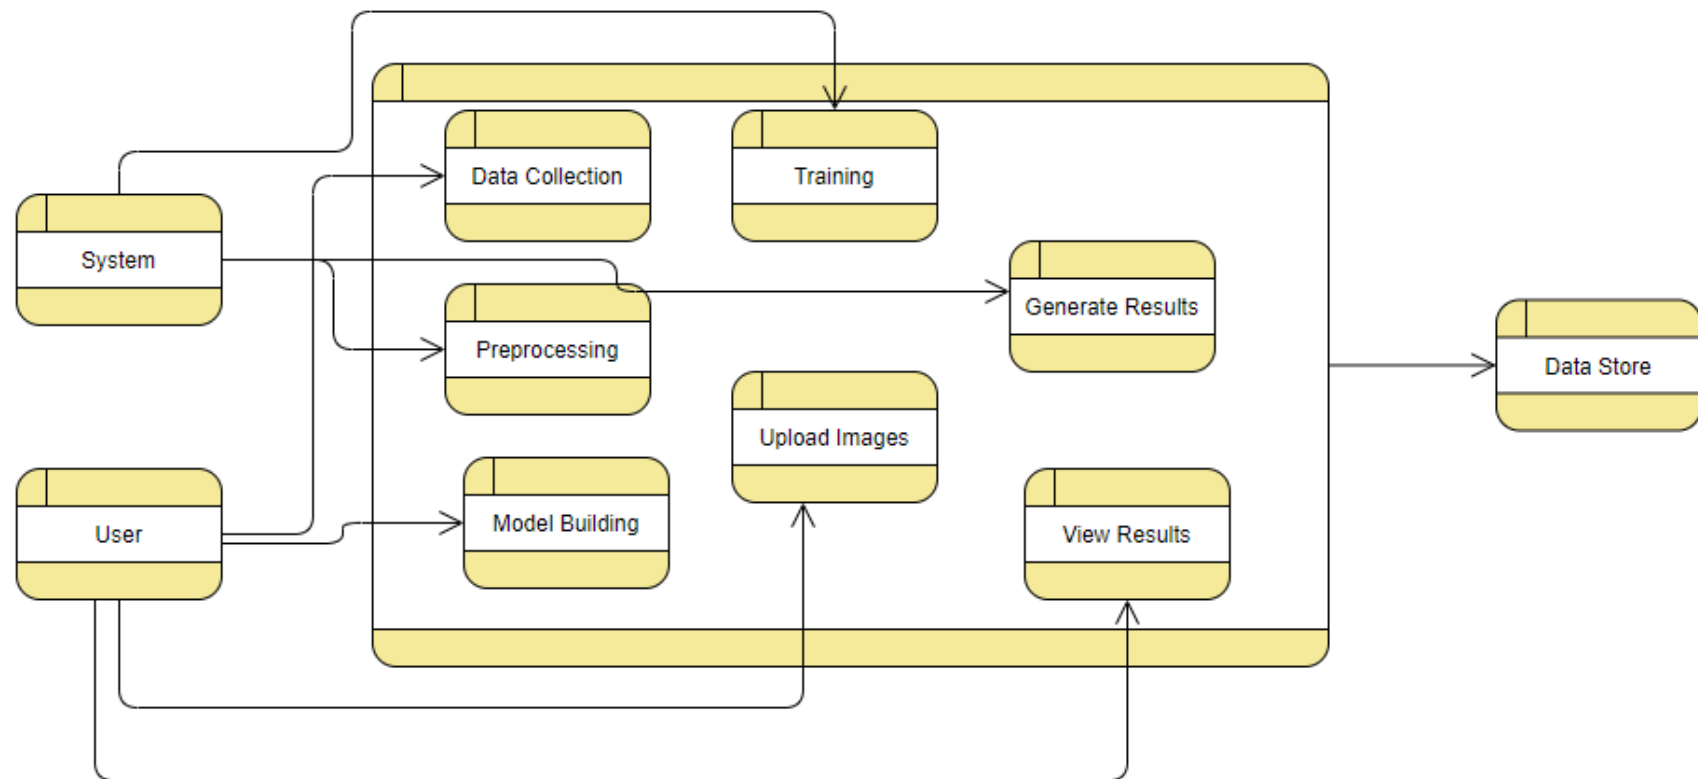 Data Collection
Training
System
Generate Results
Preprocessing
Data Store
Upload Images
Model Building
User
View Results